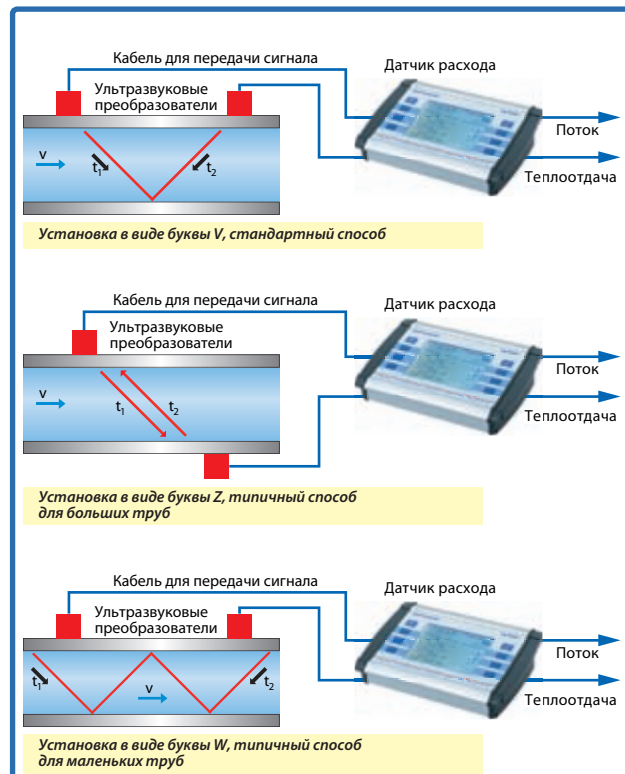 Кабель для передачи сигнала
Датчик расхода
Ультразвуковые
преобразователи
Поток
v
t1
t2
Теплоотдача
Установка в виде буквы V, стандартный способ
Кабель для передачи сигнала
Датчик расхода
Ультразвуковые
преобразователи
Поток
v
t1
t2
Теплоотдача
Установка в виде буквы Z, типичный способ
для больших труб
Кабель для передачи сигнала
Датчик расхода
Ультразвуковые
преобразователи
Поток
t1
v
t2
Теплоотдача
Установка в виде буквы W, типичный способ
для маленьких труб